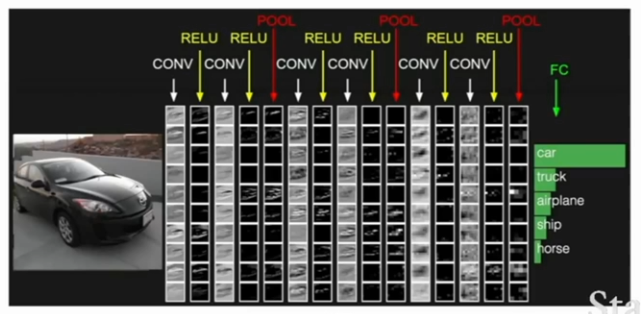 POOL POOL POOL
RELU RELU RELU RELU RELU RELU
CONV CONV CONV CONV CONV CONV
FC
car
truck
airplane
ship
horse
Sta